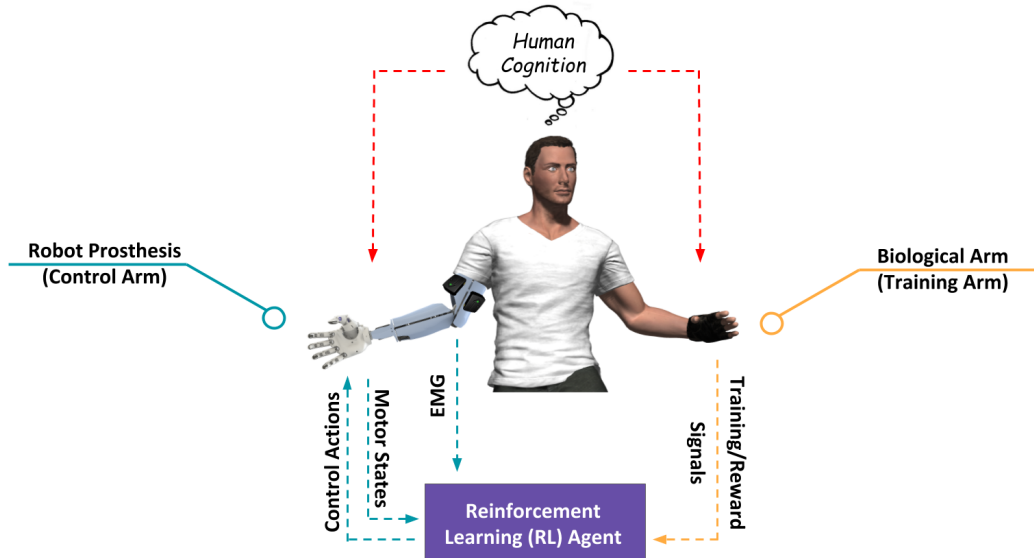 Human
Cognition
Robot Prosthesis
(Control Arm)
Biological Arm
(Training Arm)
Control Actions
Motor States
EMG
Training/Reward
Signals
Reinforcement
Learning (RL) Agent